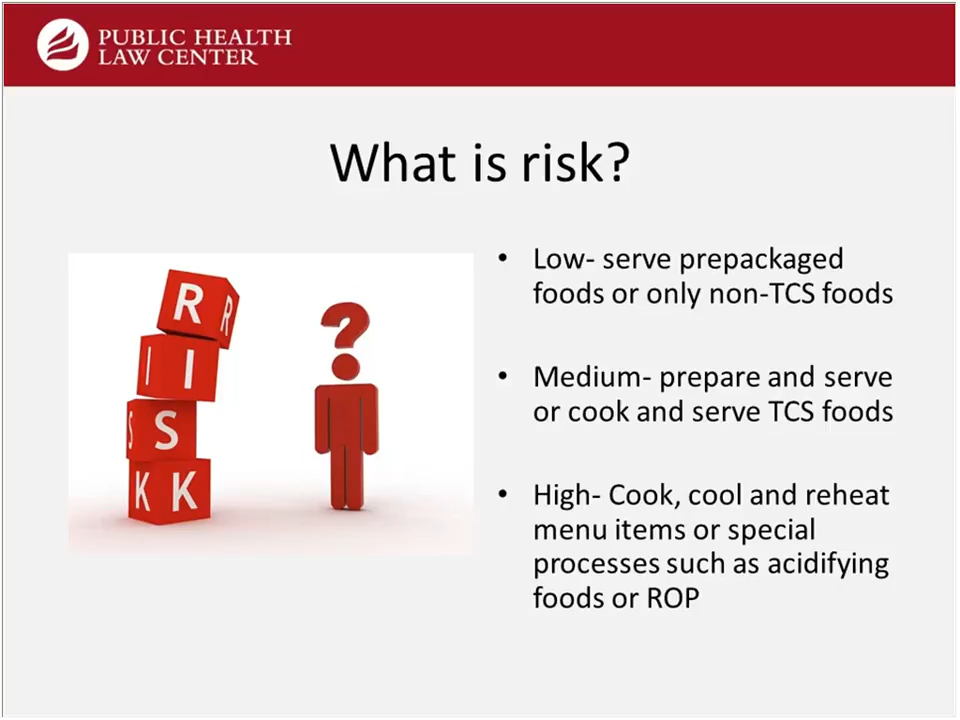 PUBLIC HEALTH
LAW CENTER
What is risk?
R R
I I
S S
K K
?
• Low- serve prepackaged
foods or only non-TCS foods
• Medium- prepare and serve
or cook and serve TCS foods
• High- Cook, cool and reheat
menu items or special
processes such as acidifying
foods or ROP